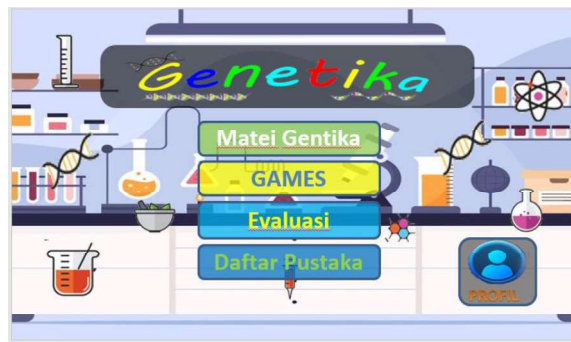 Genetika
Matei Gentika
GAMES
Evaluasi
Daftar Pustaka
PROFIL